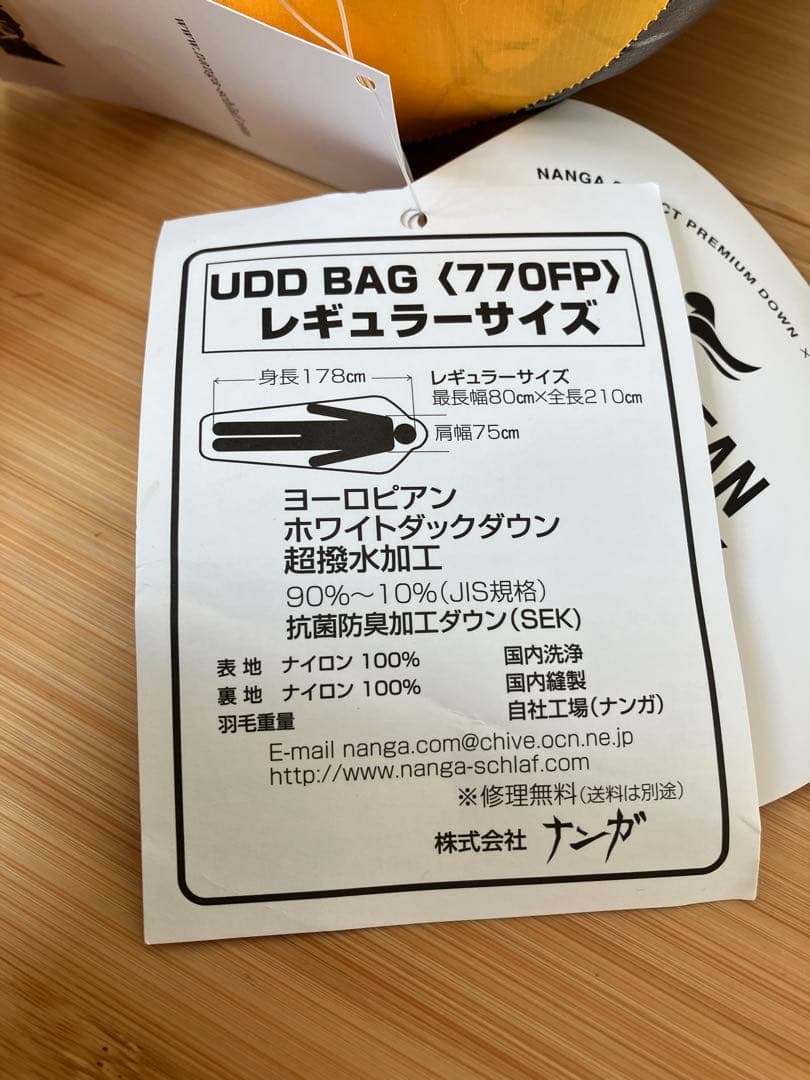 www.nanga-schlaf.com
NANGA
CT PREMIUM DOWN ×
EAN
UDD BAG〈770FP〉
レギュラーサイズ
身長178㎝
レギュラーサイズ
最長幅80㎝×全長210㎝
肩幅75㎝
ヨーロピアン
ホワイトダックダウン
超撥水加工
90%～10%(JIS規格)
抗菌防臭加工ダウン(SEK)
表地 ナイロン 100%
裏地 ナイロン 100%
羽毛重量
国内洗浄
国内縫製
自社工場(ナンガ)
E-mail nanga.com@chive.ocn.ne.jp
http://www.nanga-schlaf.com
※修理無料(送料は別途)
株式会社 ナンガ